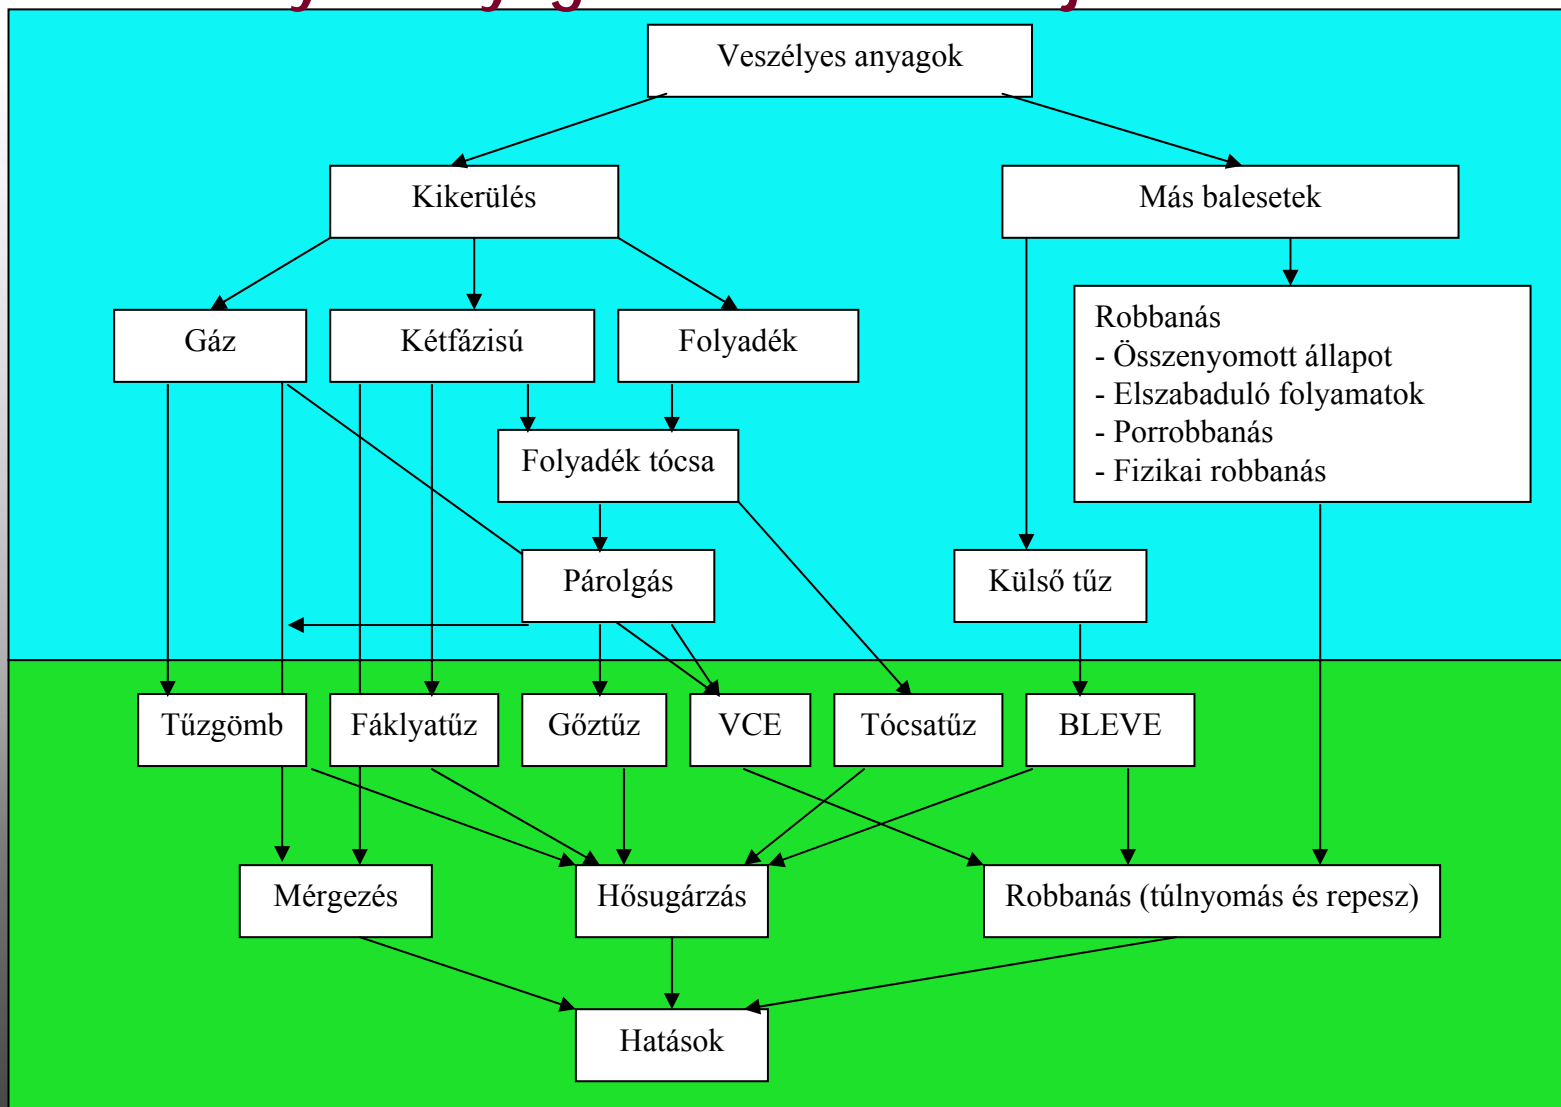 Veszélyes anyagok
Kikerülés
Más balesetek
Gáz
Kétfázisú
Folyadék
Robbanás
- Összenyomott állapot
- Elszabaduló folyamatok
- Porrobbanás
- Fizikai robbanás
Folyadék tócsa
Párolgás
Külső tűz
Tűzgömb
Fáklyatűz
Gőztűz
VCE
Tócsatűz
BLEVE
Mérgezés
Hősugárzás
Robbanás (túlnyomás és repesz)
Hatások